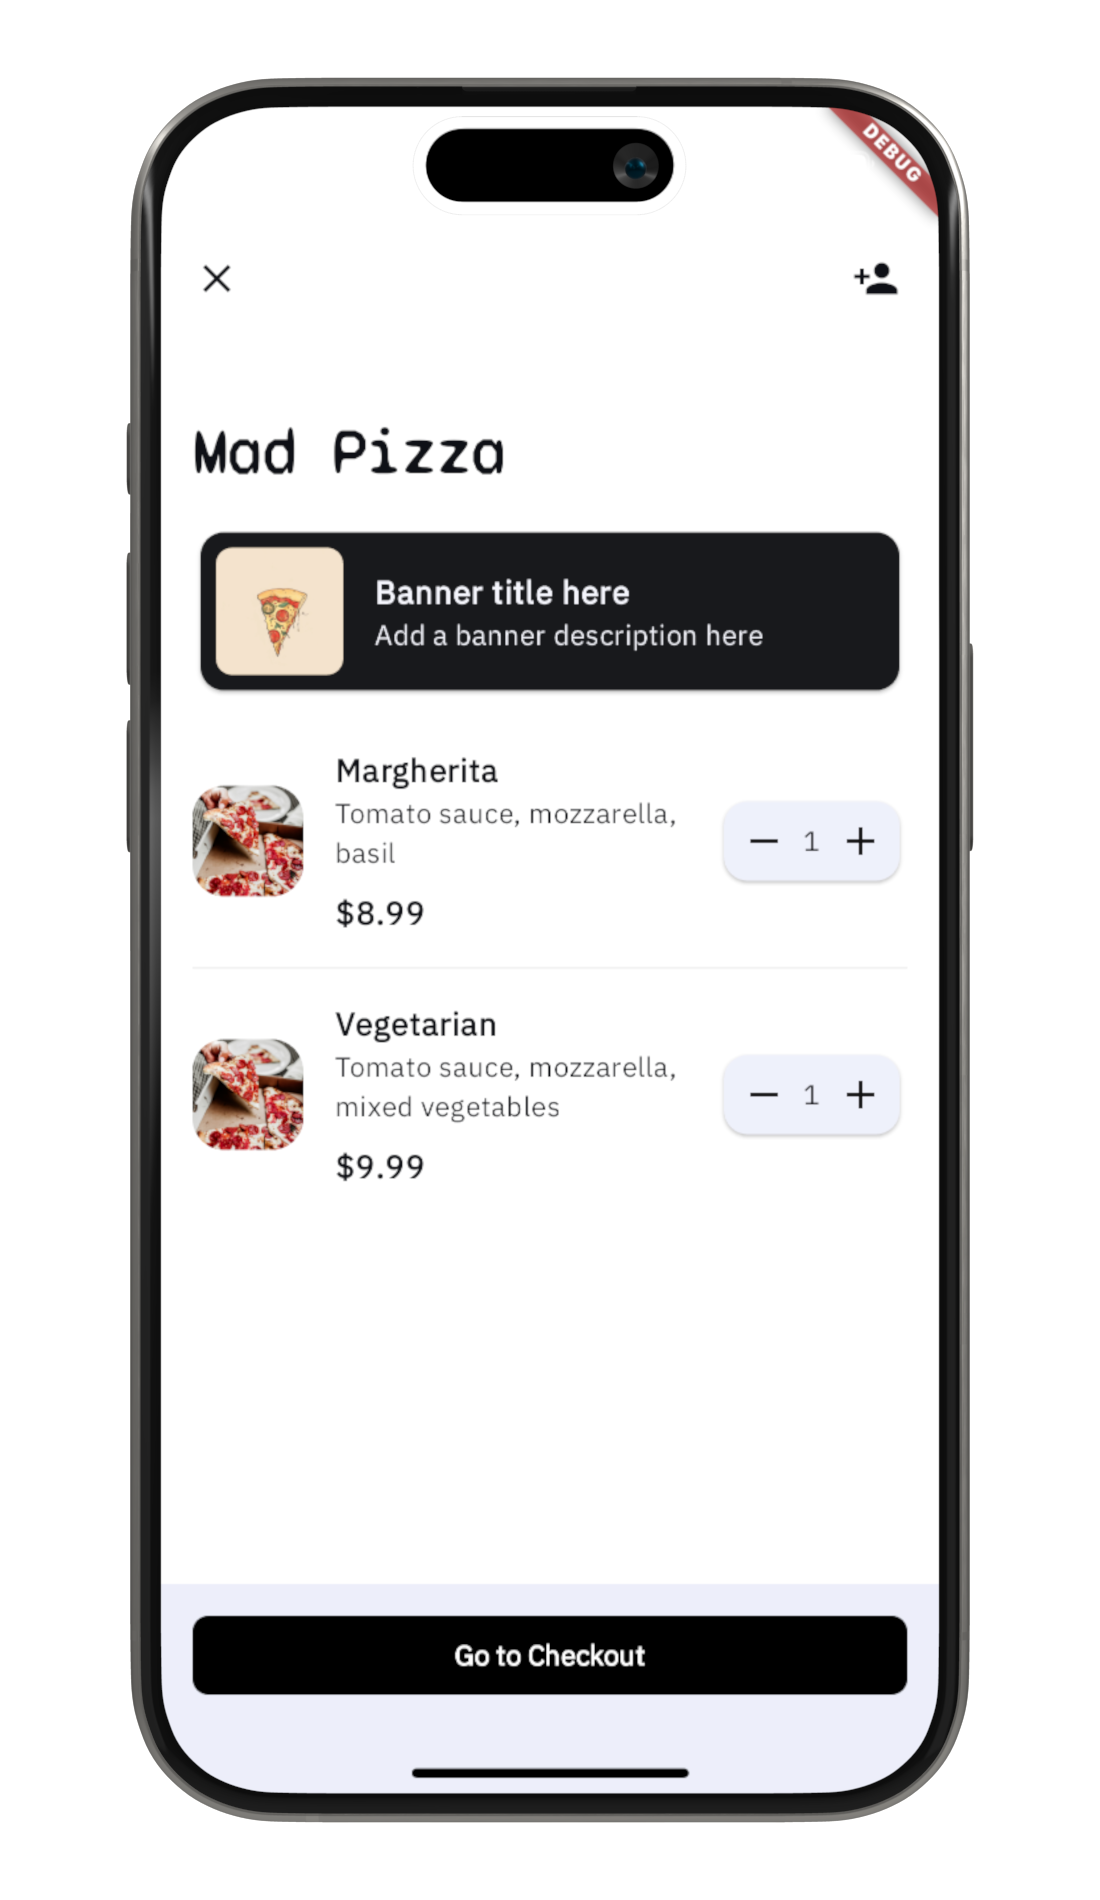 DEBUG
Mad Pizza
Banner title here
Add a banner description here
Margherita
Tomato sauce, mozzarella,
basil
$8.99
1
Vegetarian
Tomato sauce, mozzarella,
mixed vegetables
$9.99
1
Go to Checkout